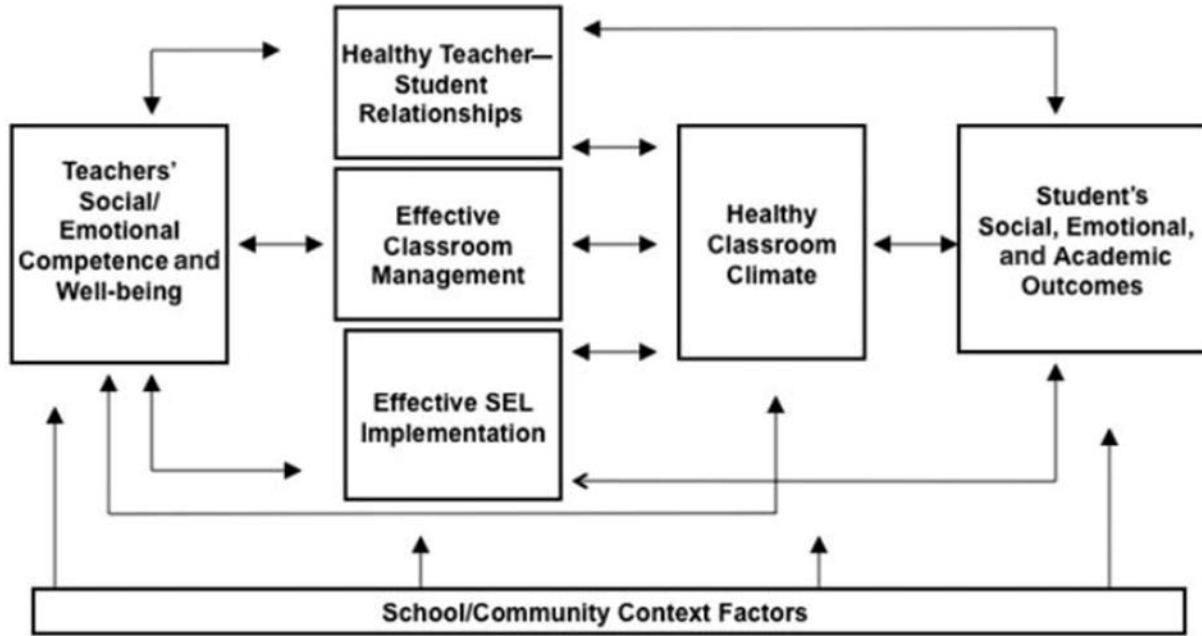 Healthy Teacher—
Student
Relationships
Teachers'
Social/
Emotional
Competence and
Well-being
Effective
Classroom
Management
Healthy
Classroom
Climate
Student's
Social, Emotional,
and Academic
Outcomes
Effective SEL
Implementation
School/Community Context Factors